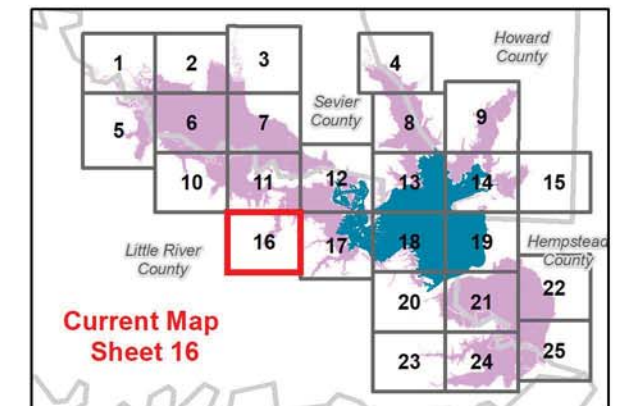 Howard
County
1 2 3 4
Sevier
County
5 6 7 8 9
10 11 12 13 14 15
Little River
County
16 17 18 19
Hempstead
County
20 21 22
Current Map
Sheet 16
23 24 25